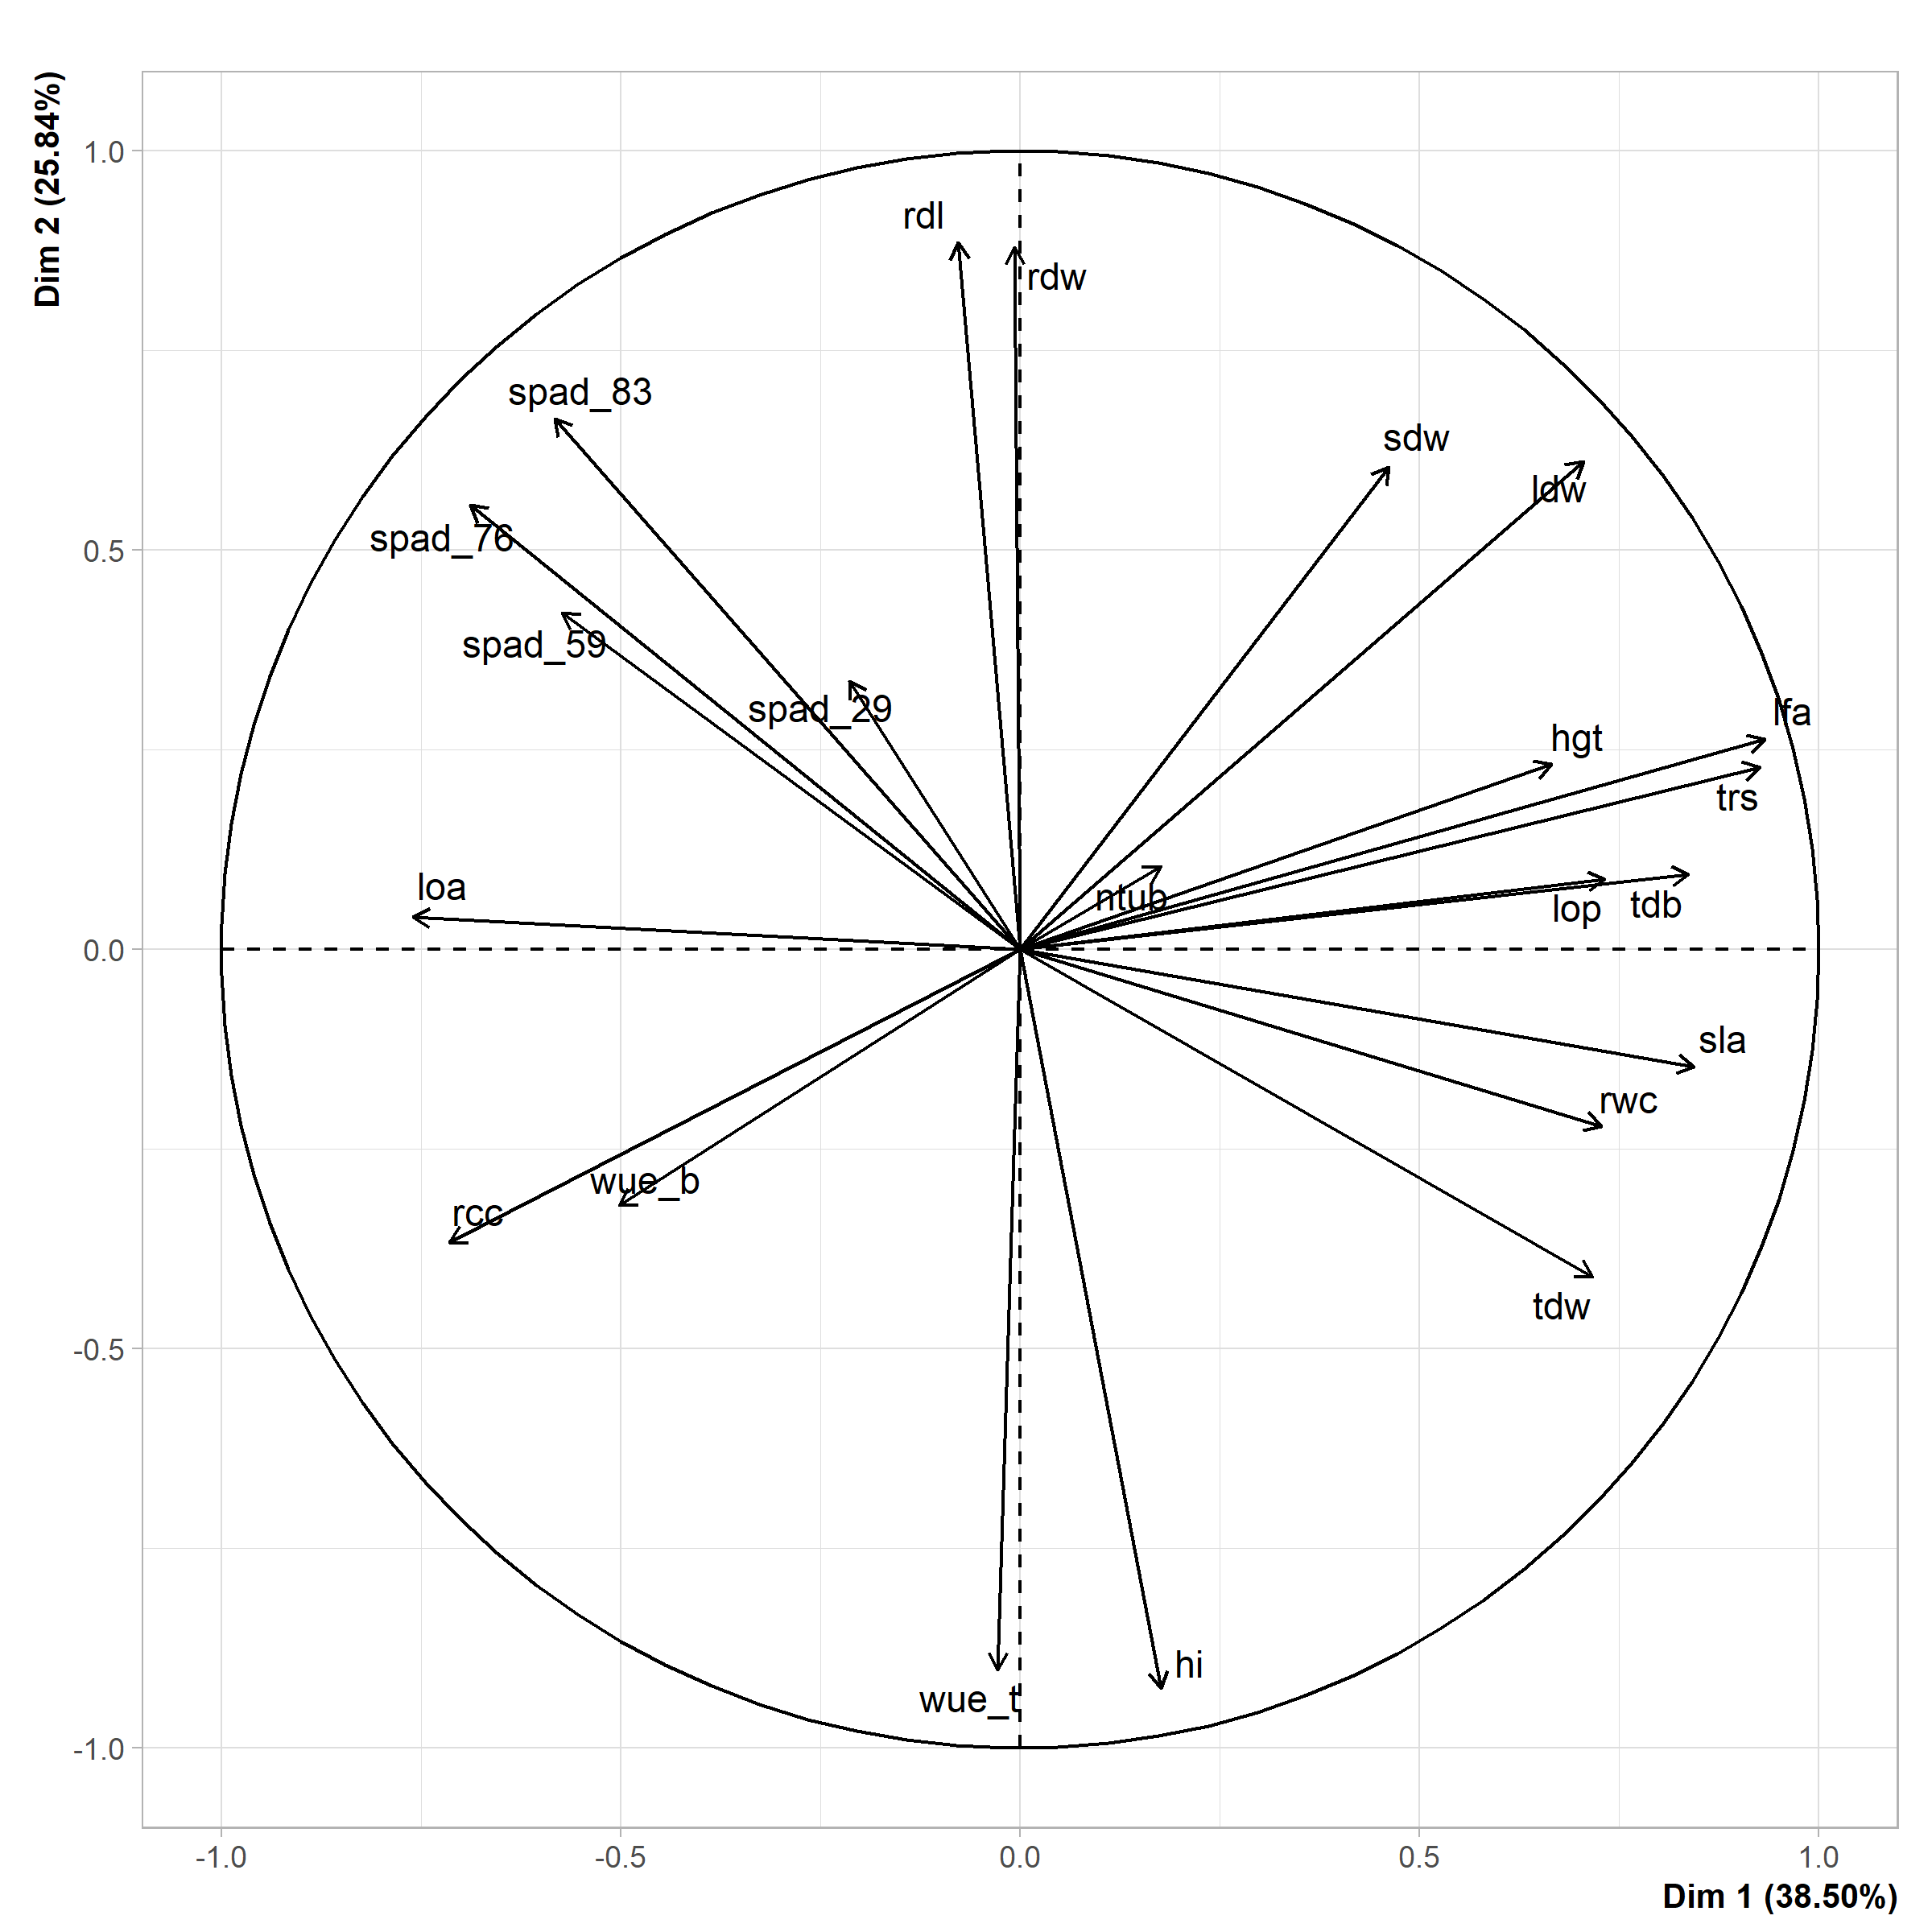 Dim 2 (25.84%)
1.0
rdl
rdw
spad_83
sdw
ldw
spad_76
0.5
spad_59
spad_29
lfa
hgt
trs
loa
ntub
lop
tdb
0.0
sla
rwc
wue_b
rcc
tdw
-0.5
hi
wue_t
-1.0
-1.0
-0.5
0.0
0.5
1.0
Dim 1 (38.50%)